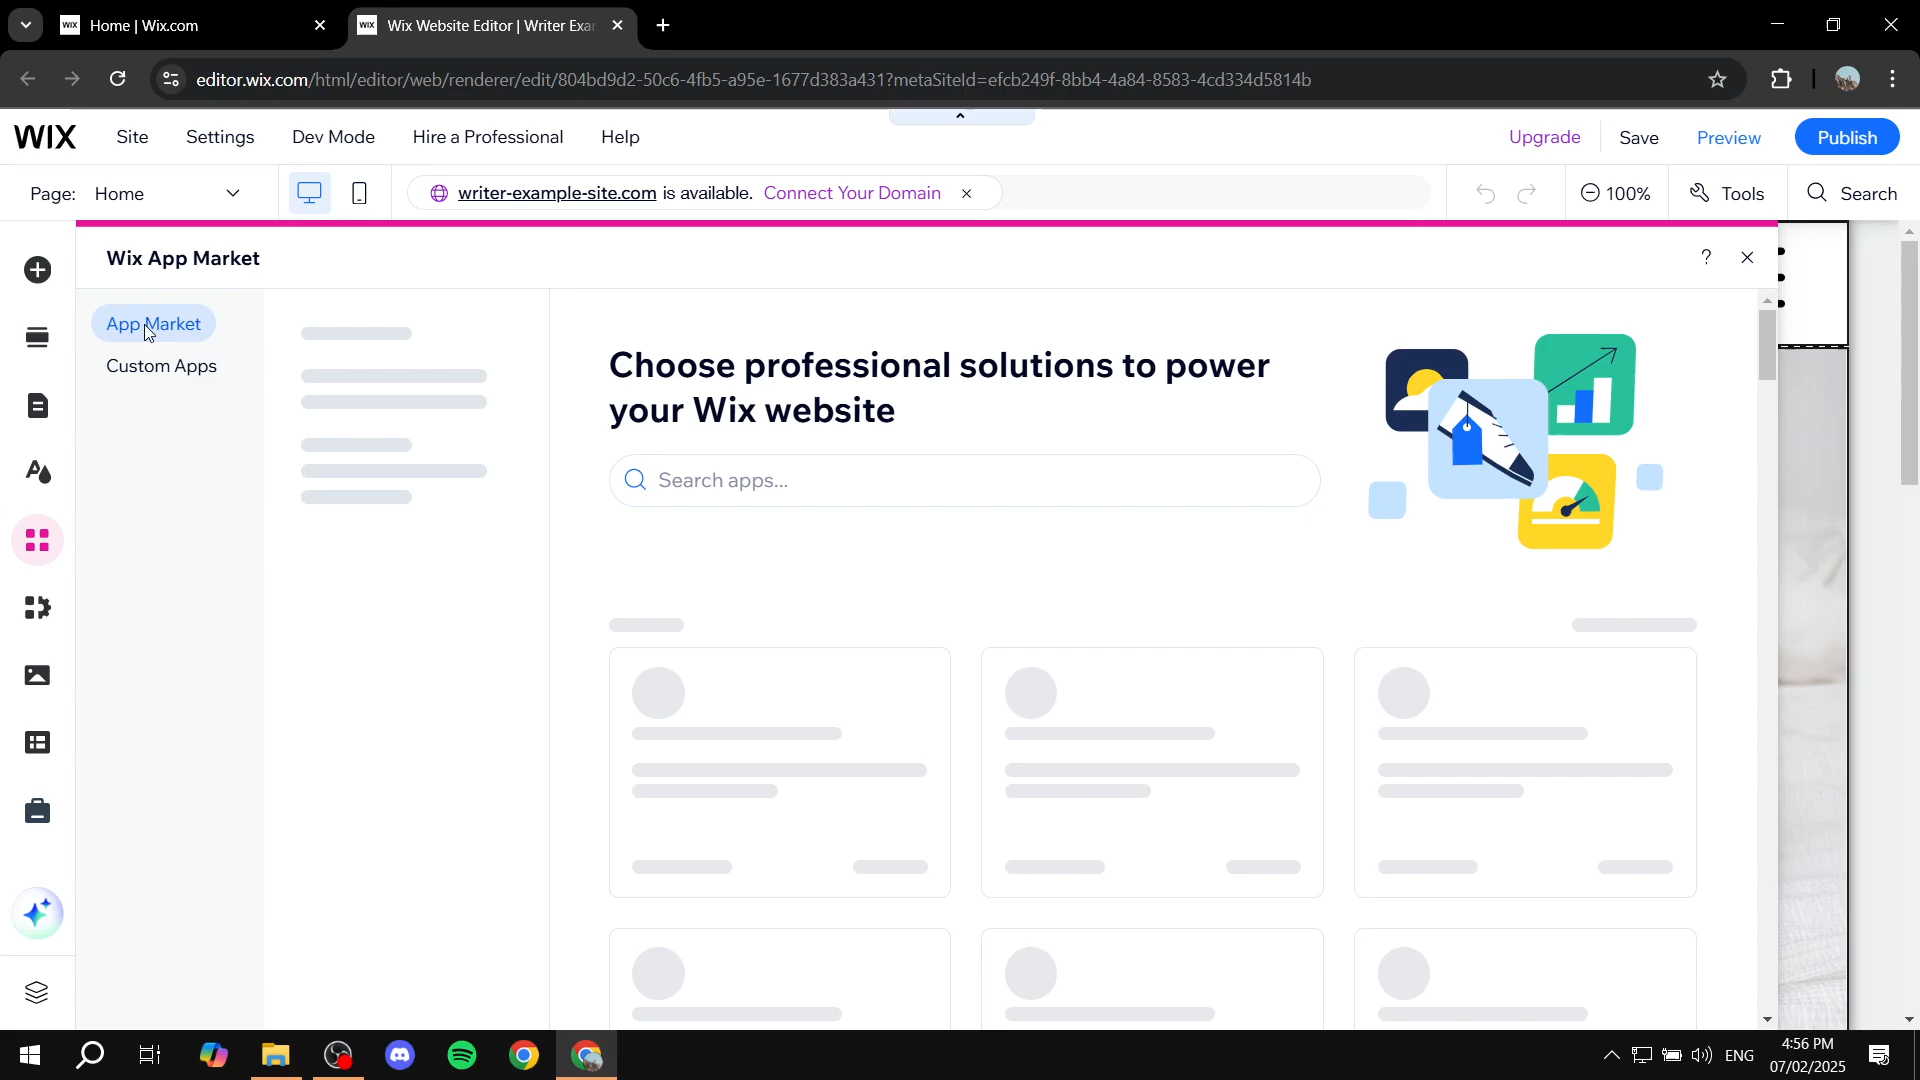 Home | Wix.com
Wix Website Editor | Writer Exa
editor.wix.com/html/editor/web/renderer/edit/804bd9d2-50c6-4fb5-a95e-1677d383a431?metaSiteId=efcb249f-8bb4-4a84-8583-4cd334d5814b
WIX Site Settings Dev Mode Hire a Professional Help Upgrade Save Preview Publish
Page: Home writer-example-site.com is available. Connect Your Domain 100% Tools Search
Wix App Market ?
App Market
Custom Apps
Choose professional solutions to power
your Wix website
Search apps...
ENG
4:56 PM
07/02/2025